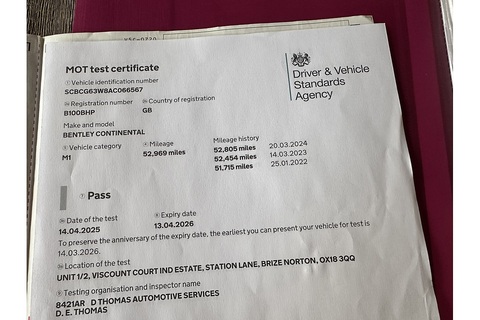 MOT test certificate
Driver & Vehicle
Standards
Agency
Vehicle identification number
SCBCG63W8AC066567
Registration number
Country of registration
B100BHP
GB
Make and model
BENTLEY CONTINENTAL
Vehicle category
Mileage
Mileage history
M1
52,969 miles
52,805 miles 20.03.2024
52,454 miles 14.03.2023
51,715 miles 25.01.2022
Pass
Date of the test
Expiry date
14.04.2025
13.04.2026
To preserve the anniversary of the expiry date, the earliest you can present your vehicle for test is
14.03.2026.
Location of the test
UNIT 1/2, VISCOUNT COURT IND ESTATE, STATION LANE, BRIZE NORTON, OX18 3QQ
Testing organisation and inspector name
8421AR D THOMAS AUTOMOTIVE SERVICES
D. E. THOMAS